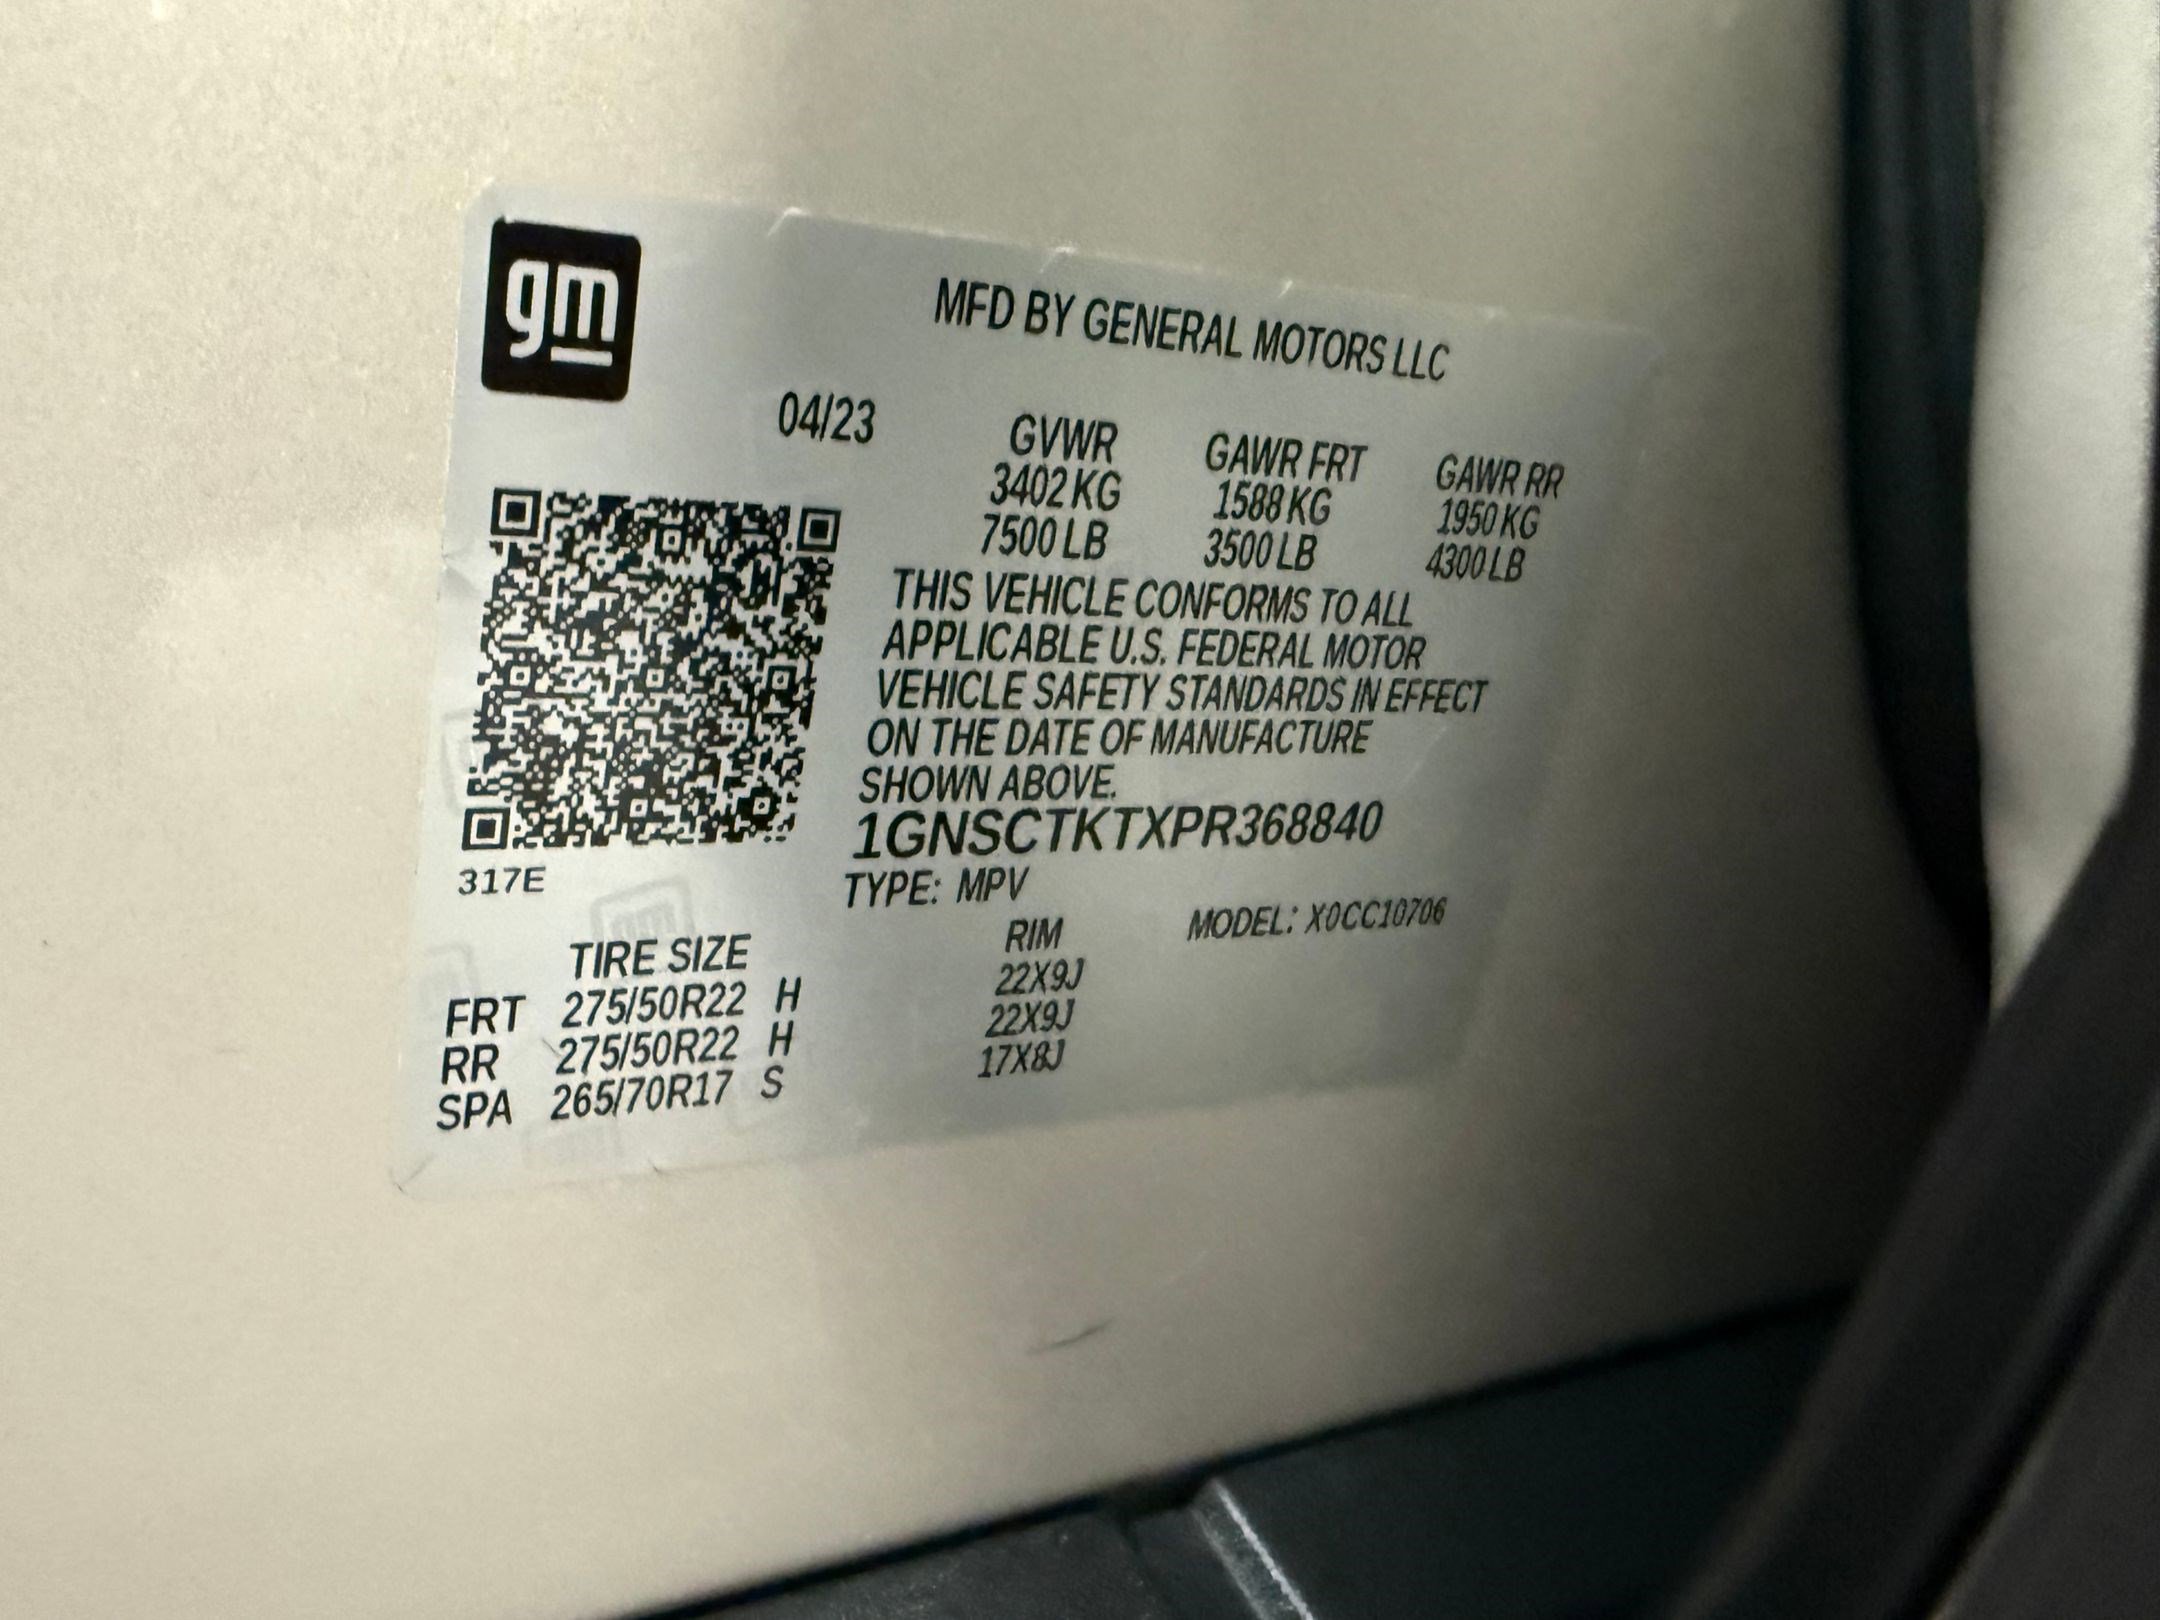 gm
MFD BY GENERAL MOTORS LLC
04/23
GVWR GAWR FRT GAWR RR
3402 KG 1588 KG 1950 KG
7500 LB 3500 LB 4300 LB
THIS VEHICLE CONFORMS TO ALL
APPLICABLE U.S. FEDERAL MOTOR
VEHICLE SAFETY STANDARDS IN EFFECT
ON THE DATE OF MANUFACTURE
SHOWN ABOVE.
1GNSCTKTXPR368840
317E
TYPE: MPV MODEL: X0CC10706
TIRE SIZE RIM
FRT 275/50R22 H 22X9J
RR 275/50R22 H 22X9J
SPA 265/70R17 S 17X8J